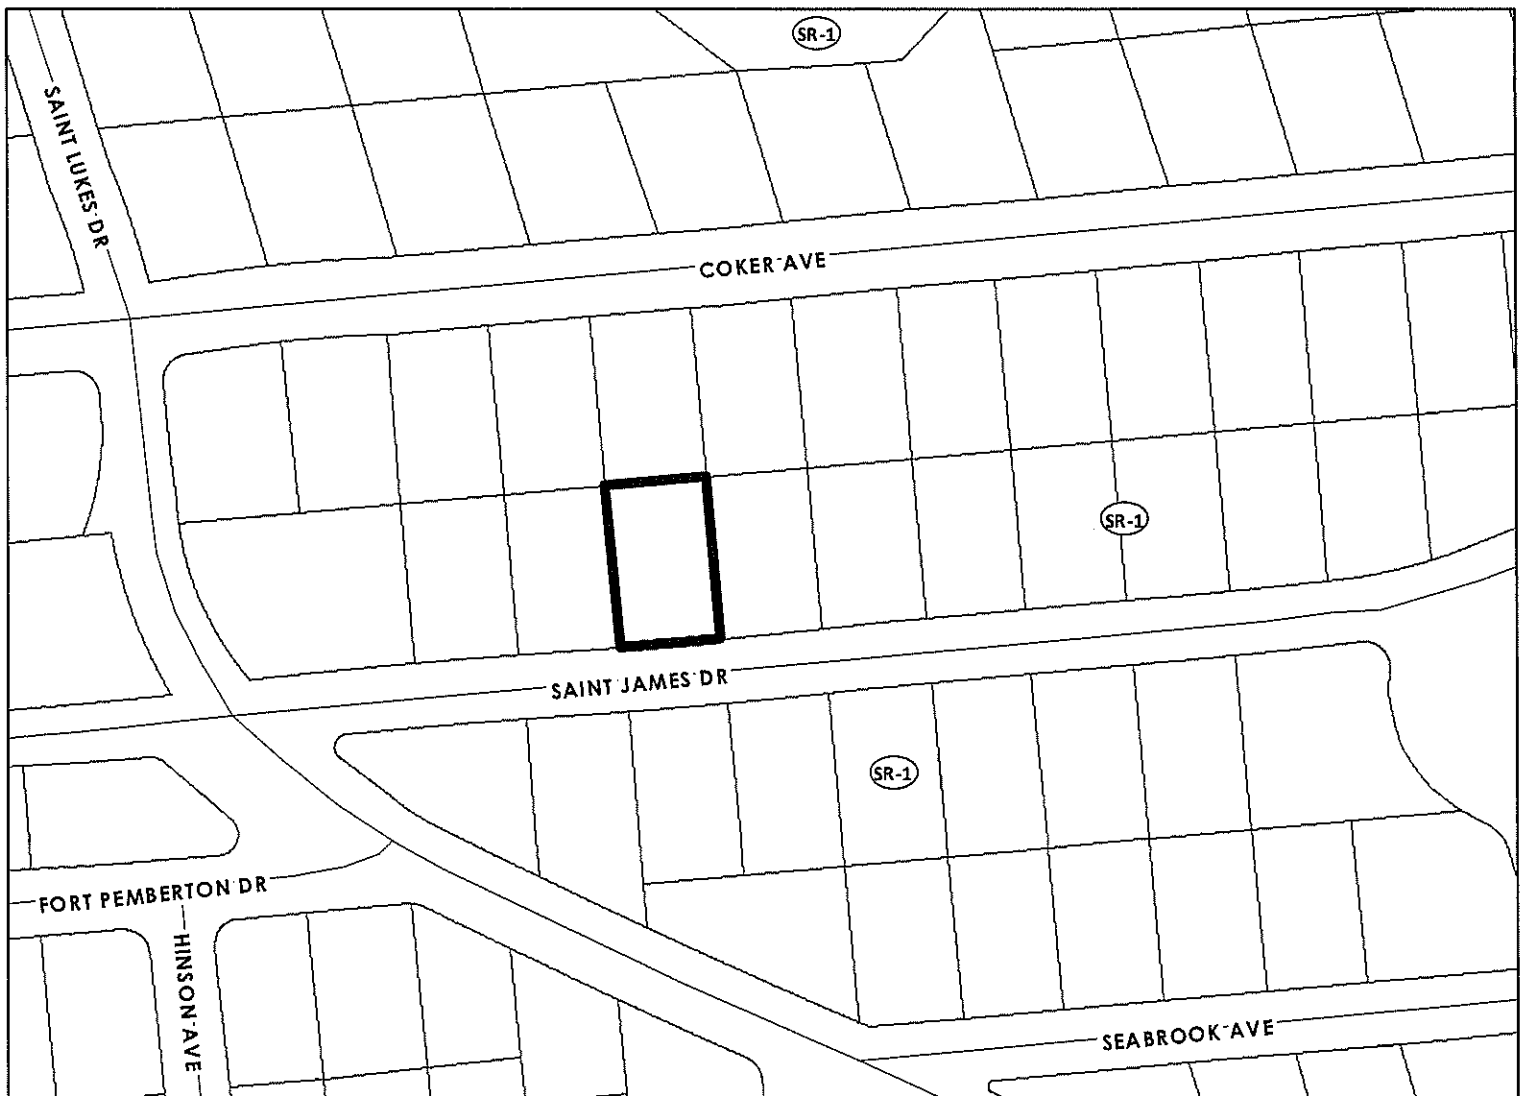 SR-1
SAINT LUKES DR
COKER AVE
SR-1
SAINT JAMES DR
SR-1
FORT PEMBERTON DR
HINSON AVE
SEABROOK AVE